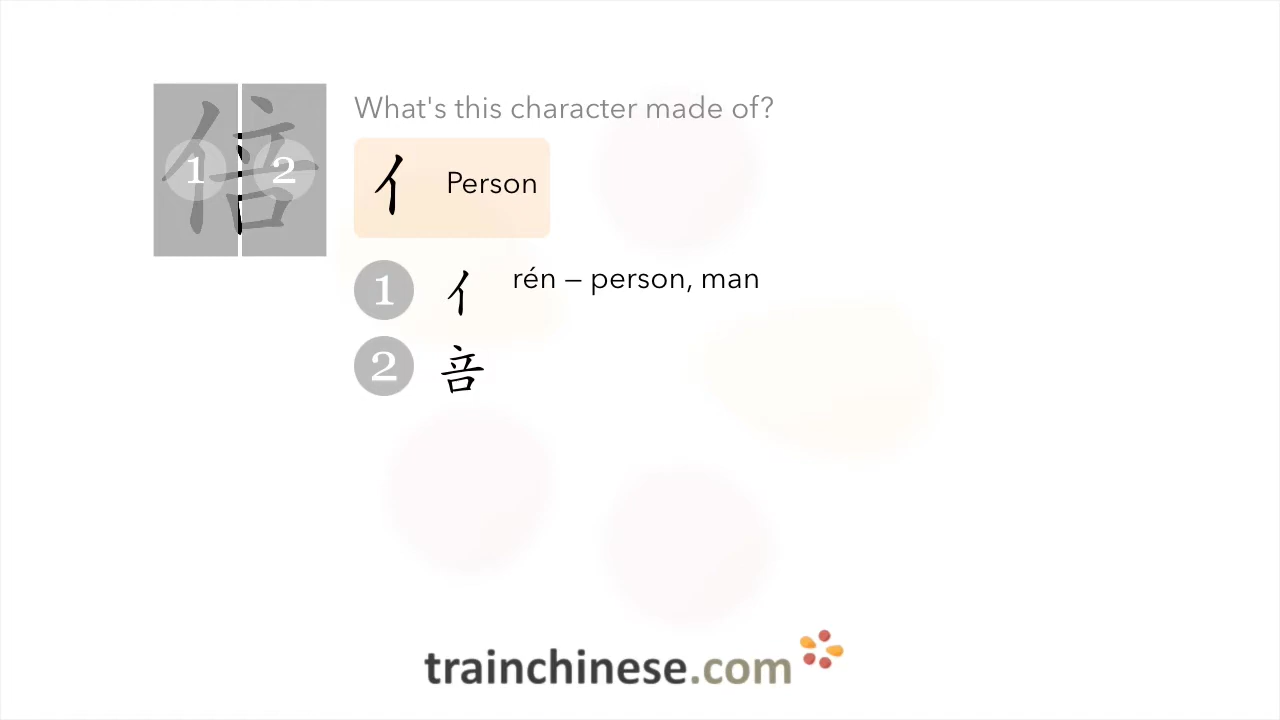 倍
1 2
What's this character made of?
亻 Person
1 亻 rén – person, man
2 咅
trainchinese.com